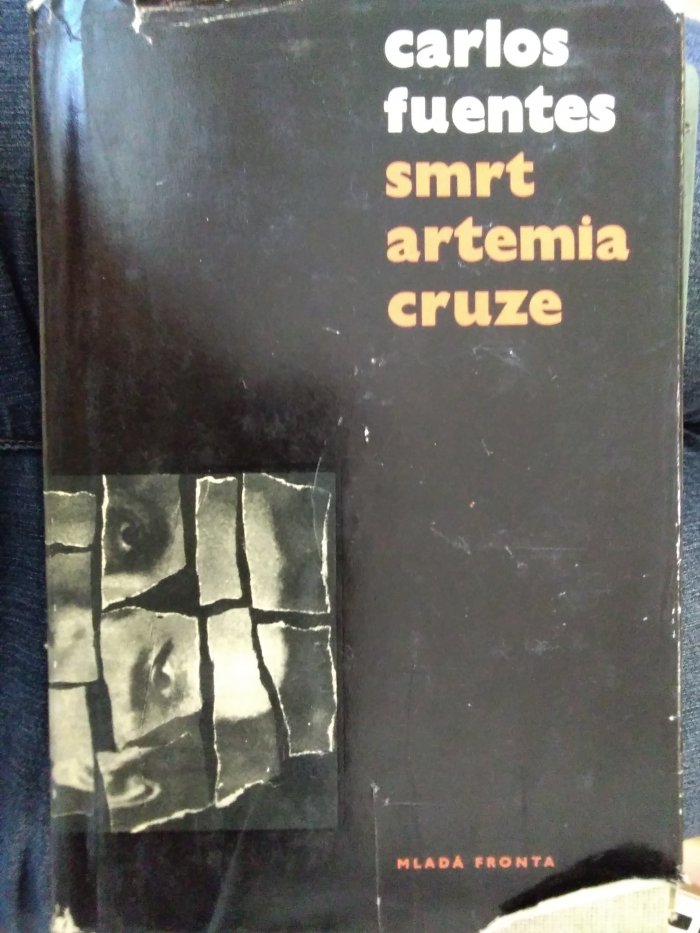 carlos
fuentes
smrt
artemia
cruze
MLADÁ FRONTA